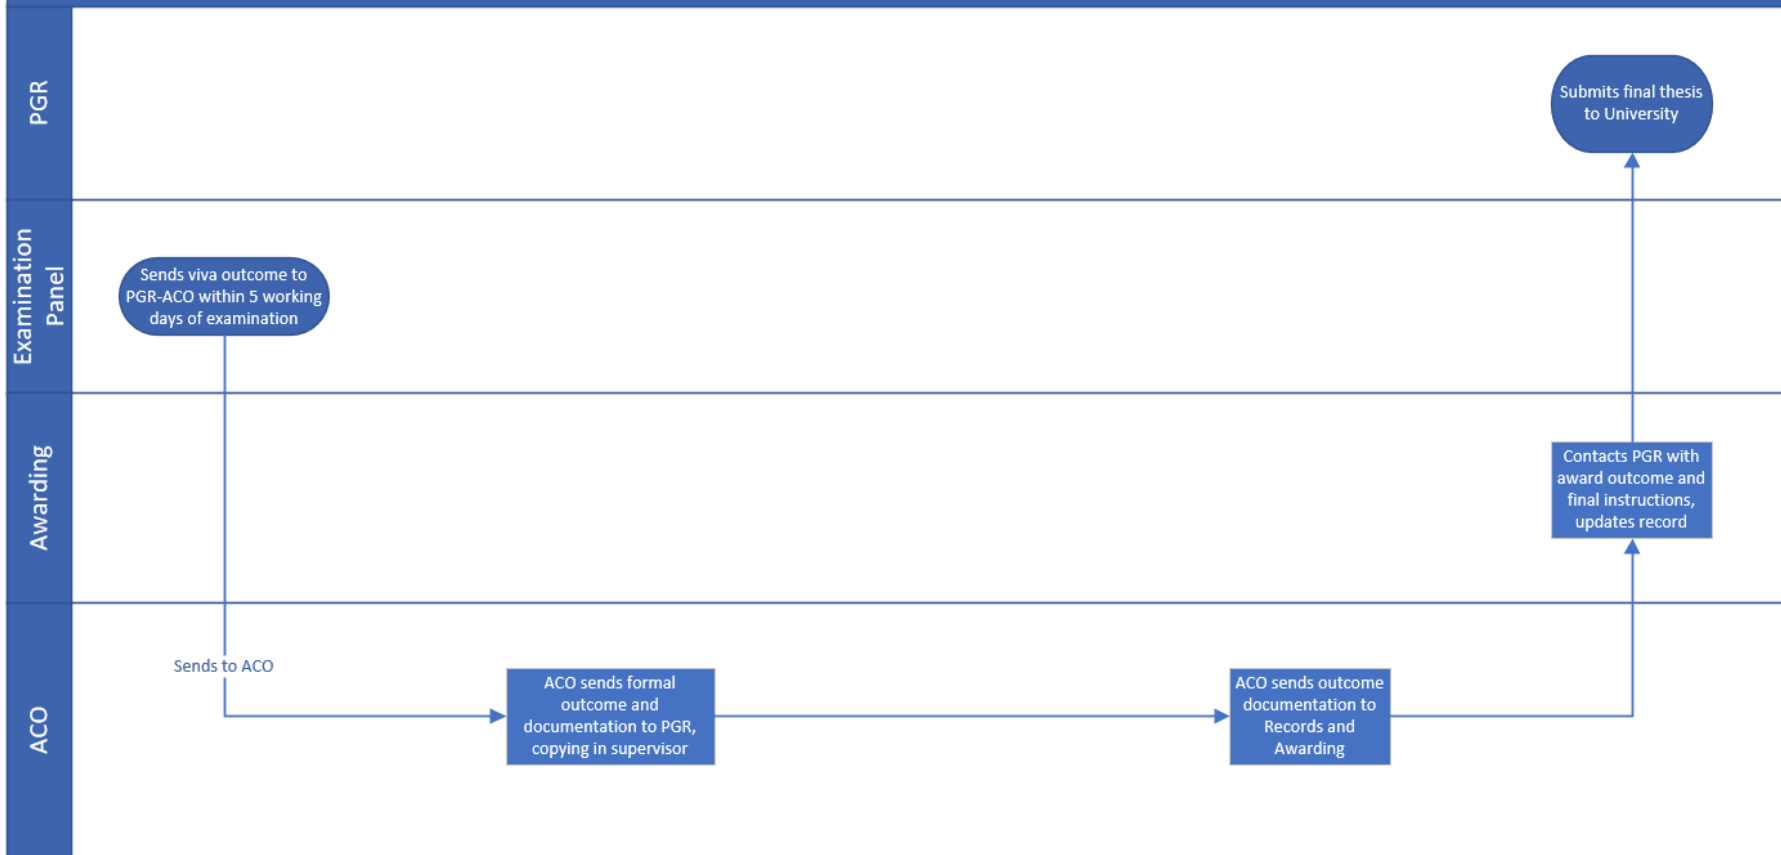 PGR
Submits final thesis
to University
Examination
Panel
Sends viva outcome to
PGR-ACO within 5 working
days of examination
Awarding
Contacts PGR with
award outcome and
final instructions,
updates record
ACO
Sends to ACO
ACO sends formal
outcome and
documentation to PGR,
copying in supervisor
ACO sends outcome
documentation to
Records and
Awarding